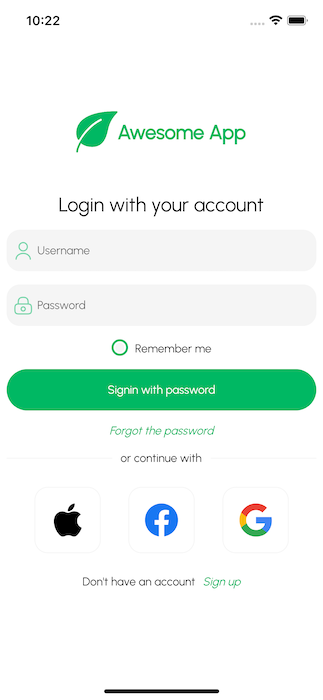 10:22
Awesome App
Login with your account
Username
Password
Remember me
Signin with password
Forgot the password
or continue with
Don't have an account Sign up